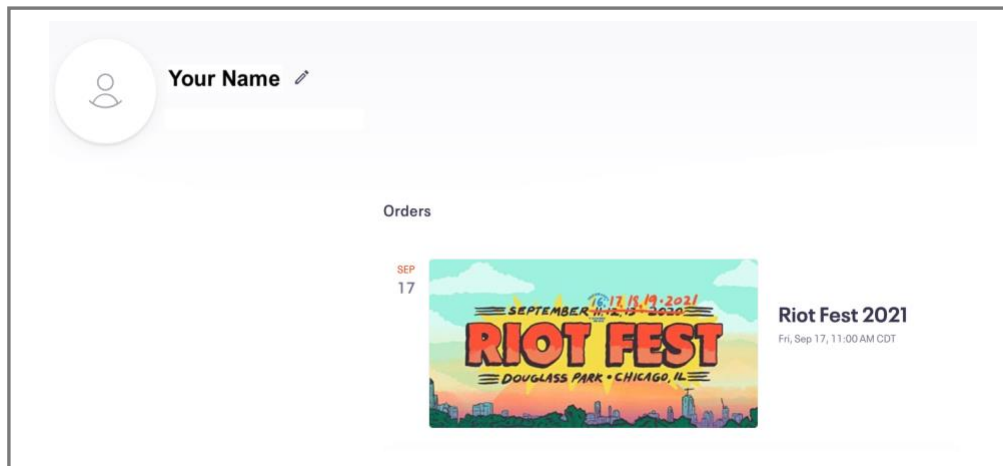 Your Name
Orders
SEP
17
16, 17, 18, 19 • 2021
SEPTEMBER 11, 12, 13 • 2020
RIOT FEST
DOUGLASS PARK • CHICAGO, IL
Riot Fest 2021
Fri, Sep 17, 11:00 AM CDT